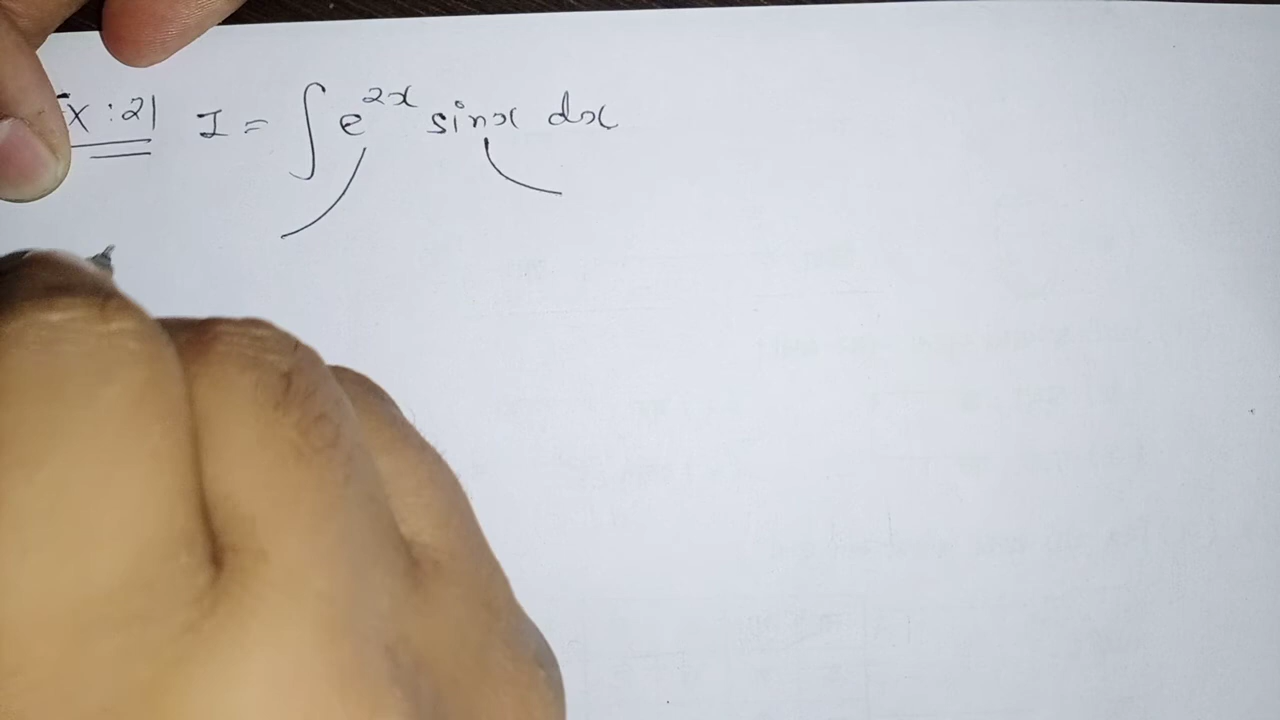 Ex : 21 I = ∫ e^{2x} sinx dx